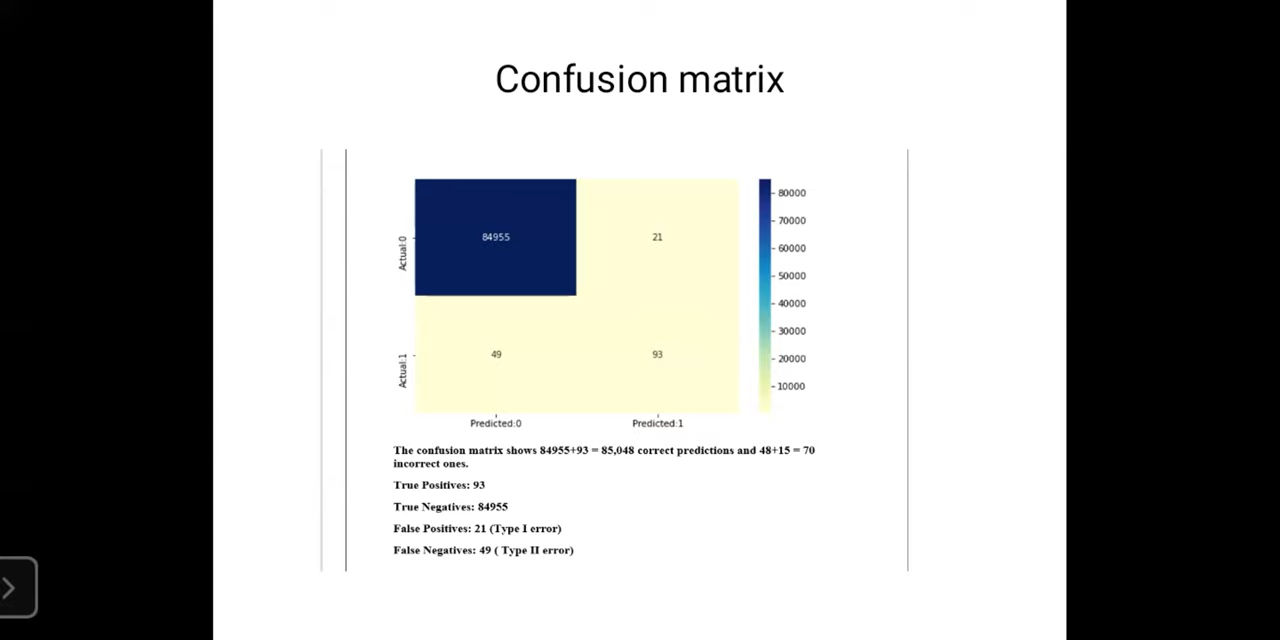 Confusion matrix
84955
21
49
93
Actual:0
Actual:1
Predicted:0
Predicted:1
80000
70000
60000
50000
40000
30000
20000
10000
The confusion matrix shows 84955+93 = 85,048 correct predictions and 48+15 = 70
incorrect ones.
True Positives: 93
True Negatives: 84955
False Positives: 21 (Type I error)
False Negatives: 49 ( Type II error)